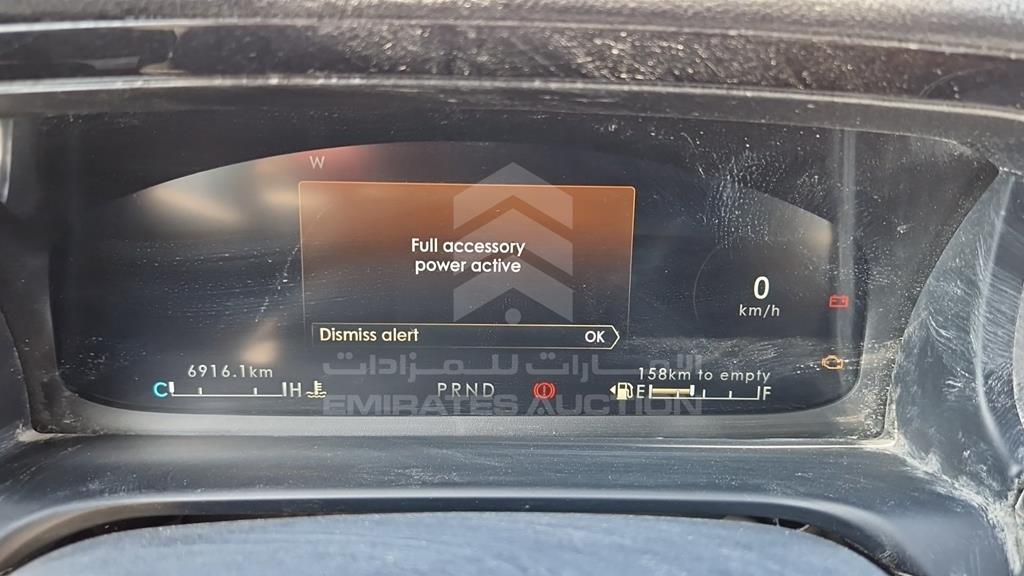 W
Full accessory
power active
0
km/h
Dismiss alert OK
الإمارات للمزادات
6916.1km
158km to empty
C H
PRND
E F
EMIRATES AUCTION